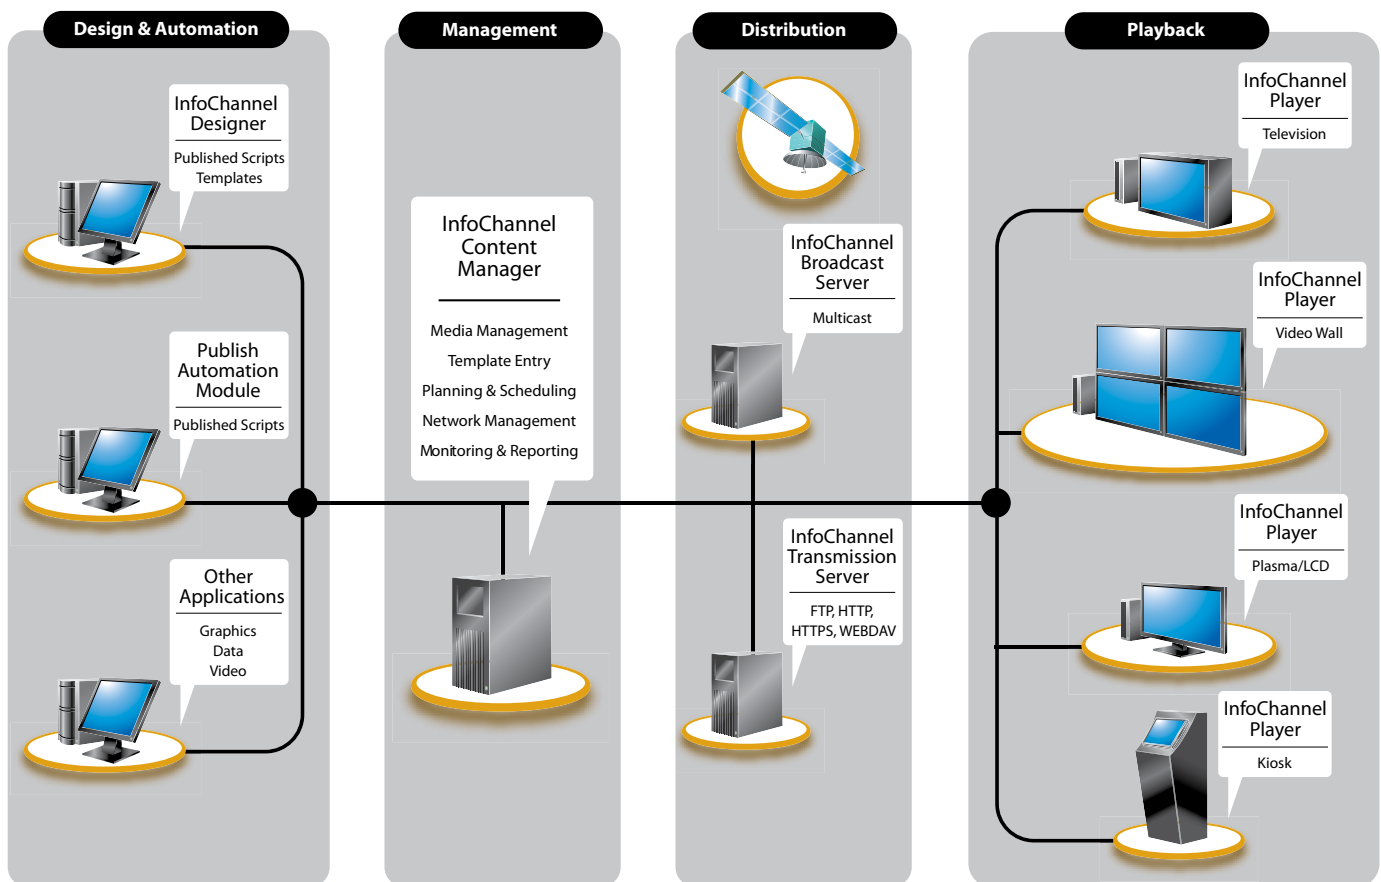 Design & Automation
InfoChannel
Designer
Published Scripts
Templates
Publish
Automation
Module
Published Scripts
Other
Applications
Graphics
Data
Video
Management
InfoChannel
Content
Manager
Media Management
Template Entry
Planning & Scheduling
Network Management
Monitoring & Reporting
Distribution
InfoChannel
Broadcast
Server
Multicast
InfoChannel
Transmission
Server
FTP, HTTP,
HTTPS, WEBDAV
Playback
InfoChannel
Player
Television
InfoChannel
Player
Video Wall
InfoChannel
Player
Plasma/LCD
InfoChannel
Player
Kiosk